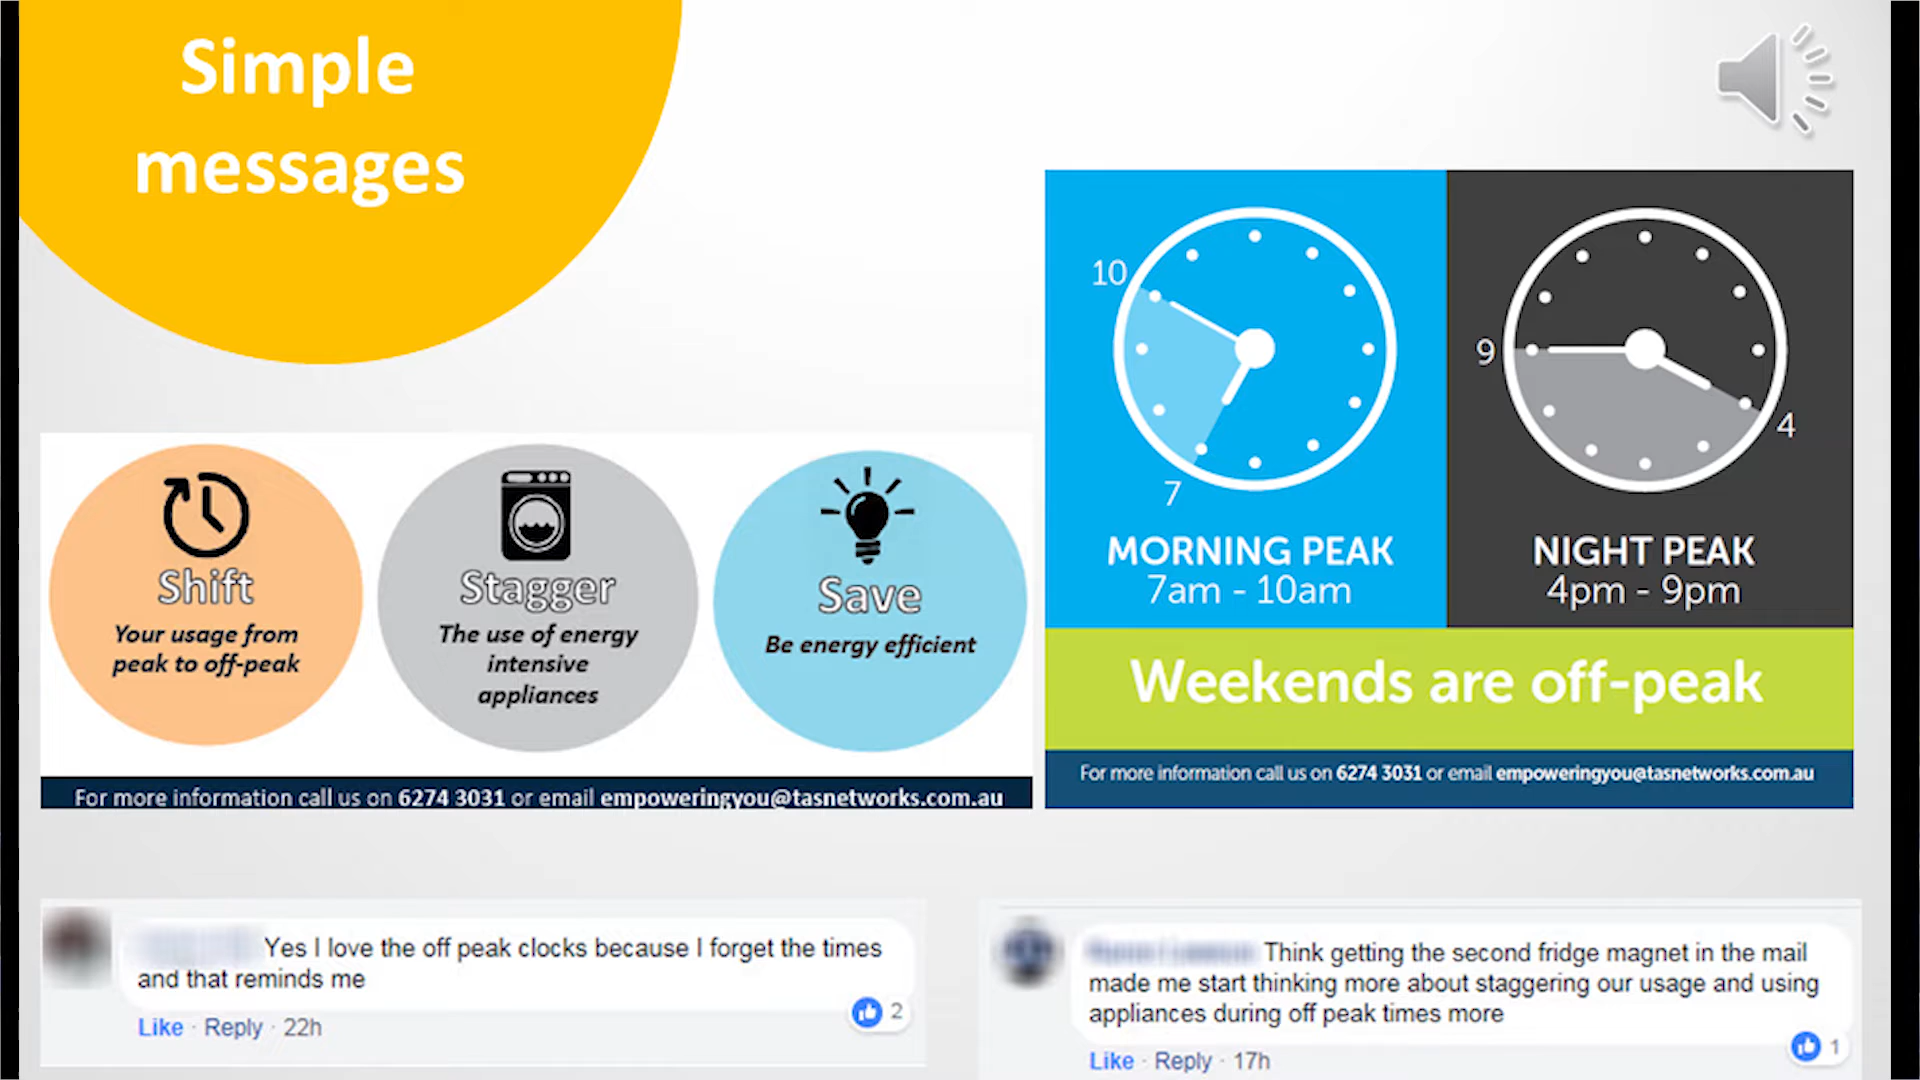 Simple
messages
Shift
Your usage from
peak to off-peak
Stagger
The use of energy
intensive
appliances
Save
Be energy efficient
For more information call us on 6274 3031 or email empoweringyou@tasnetworks.com.au
10
7
MORNING PEAK
7am - 10am
9
4
NIGHT PEAK
4pm - 9pm
Weekends are off-peak
For more information call us on 6274 3031 or email empoweringyou@tasnetworks.com.au
Yes I love the off peak clocks because I forget the times
and that reminds me
2
Like · Reply · 22h
Think getting the second fridge magnet in the mail
made me start thinking more about staggering our usage and using
appliances during off peak times more
1
Like · Reply · 17h